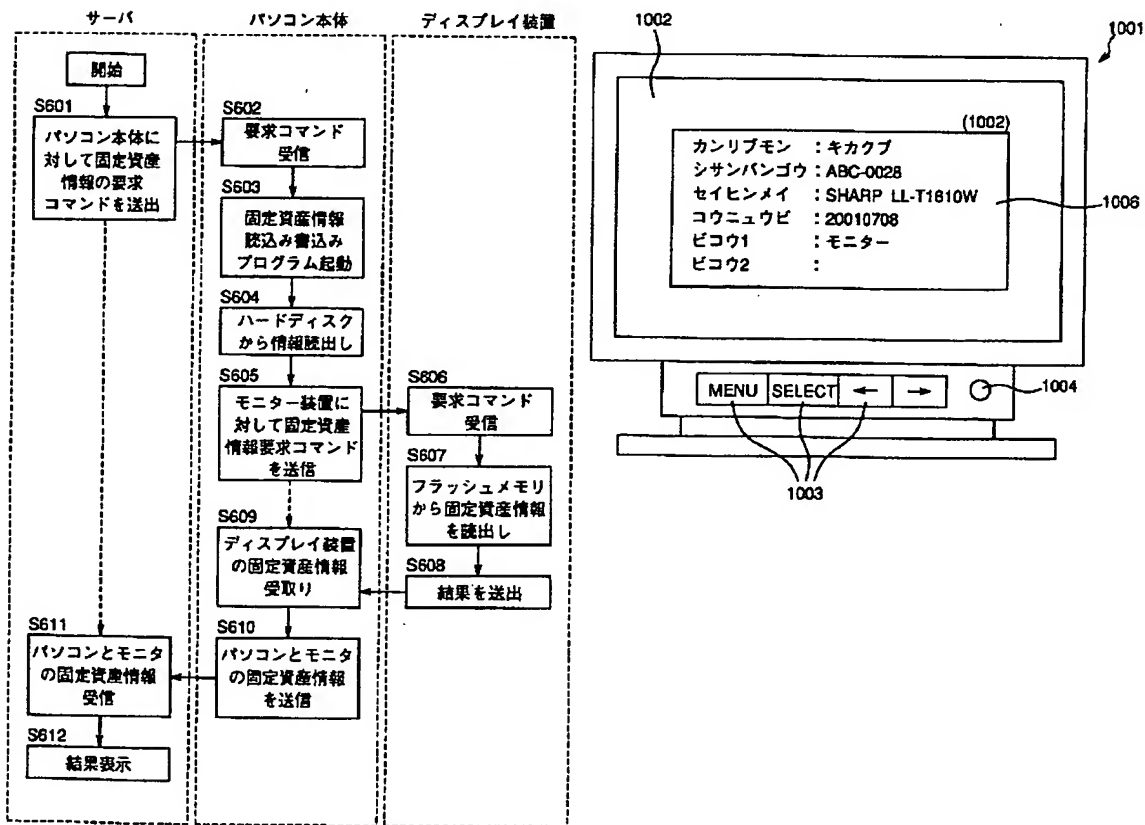 サーバ
パソコン本体
ディスプレイ装置
開始
S601
パソコン本体に
対して固定資産
情報の要求
コマンドを送出
S602
要求コマンド
受信
S603
固定資産情報
読込み書込み
プログラム起動
S604
ハードディスク
から情報読出し
S605
モニター装置に
対して固定資産
情報要求コマンド
を送信
S606
要求コマンド
受信
S607
フラッシュメモリ
から固定資産情報
を読出し
S608
結果を送出
S609
ディスプレイ装置
の固定資産情報
受取り
S610
パソコンとモニタ
の固定資産情報
を送信
S611
パソコンとモニタ
の固定資産情報
受信
S612
結果表示
1001
1002
(1002)
カンリブモン :キカクブ
シサンバンゴウ:ABC-0028
セイヒンメイ :SHARP LL-T1610W
コウニュウビ :20010708
ビコウ1 :モニター
ビコウ2 :
1006
MENU SELECT ← →
1004
1003